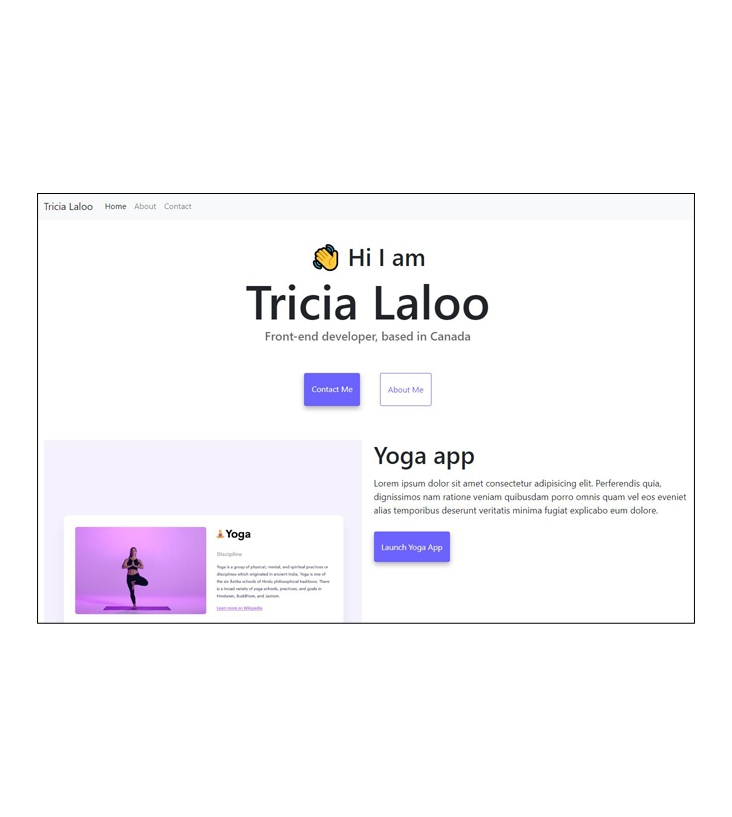 Tricia Laloo Home About Contact
Hi I am
Tricia Laloo
Front-end developer, based in Canada
Contact Me About Me
Yoga app
Lorem ipsum dolor sit amet consectetur adipisicing elit. Perferendis quia,
dignissimos nam ratione veniam quibusdam porro omnis quam vel eos eveniet
alias temporibus deserunt veritatis minima fugiat explicabo eum dolore.
Launch Yoga App
Yoga
Discipline
Yoga is a group of physical, mental, and spiritual practices or
disciplines which originated in ancient India. Yoga is one of
the six Āstika schools of Hindu philosophical traditions. There
is a broad variety of yoga schools, practices, and goals in
Hinduism, Buddhism, and Jainism.
Learn more on Wikipedia